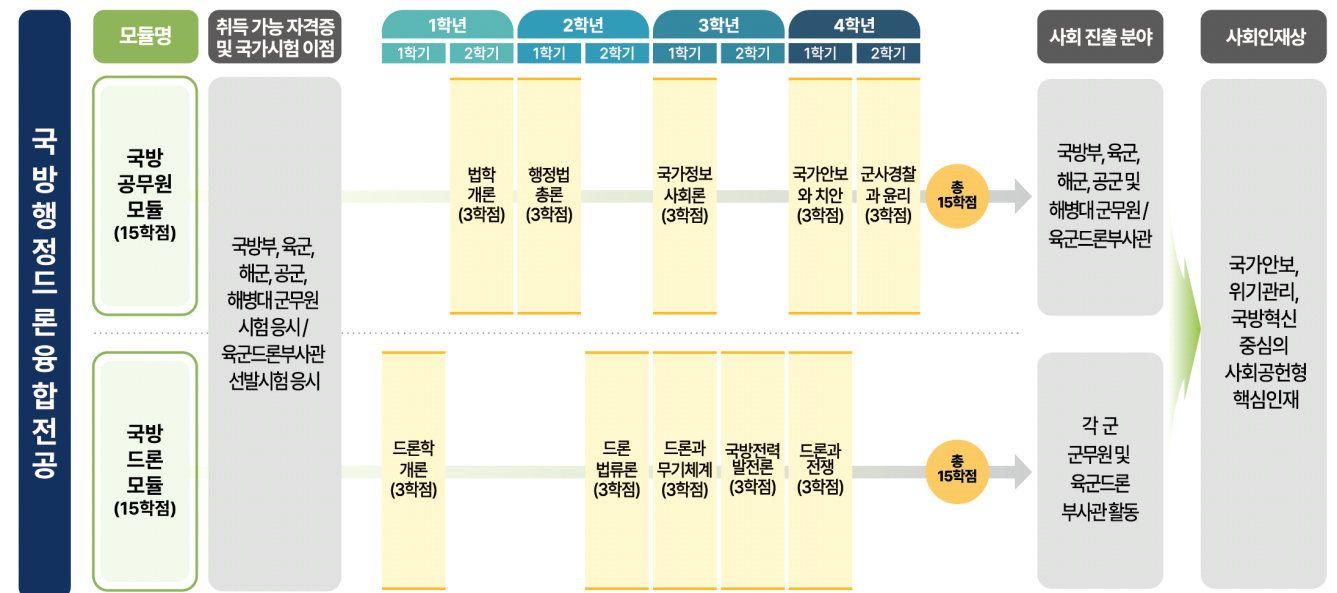 국방행정드론융합전공
모듈명
취득 가능 자격증
및 국가시험 이점
1학년
2학년
3학년
4학년
1학기
2학기
1학기
2학기
1학기
2학기
1학기
2학기
사회 진출 분야
사회인재상
국방
공무원
모듈
(15학점)
국방부, 육군,
해군, 공군,
해병대 군무원
시험 응시 /
육군드론부사관
선발시험 응시
법학
개론
(3학점)
행정법
총론
(3학점)
국가정보
사회론
(3학점)
국가안보
와 치안
(3학점)
군사경찰
과 윤리
(3학점)
총
15학점
국방부, 육군,
해군, 공군 및
해병대 군무원 /
육군드론부사관
국방
드론
모듈
(15학점)
드론학
개론
(3학점)
드론
법류론
(3학점)
드론과
무기체계
(3학점)
국방전력
발전론
(3학점)
드론과
전쟁
(3학점)
총
15학점
각 군
군무원 및
육군드론
부사관 활동
국가안보,
위기관리,
국방혁신
중심의
사회공헌형
핵심인재